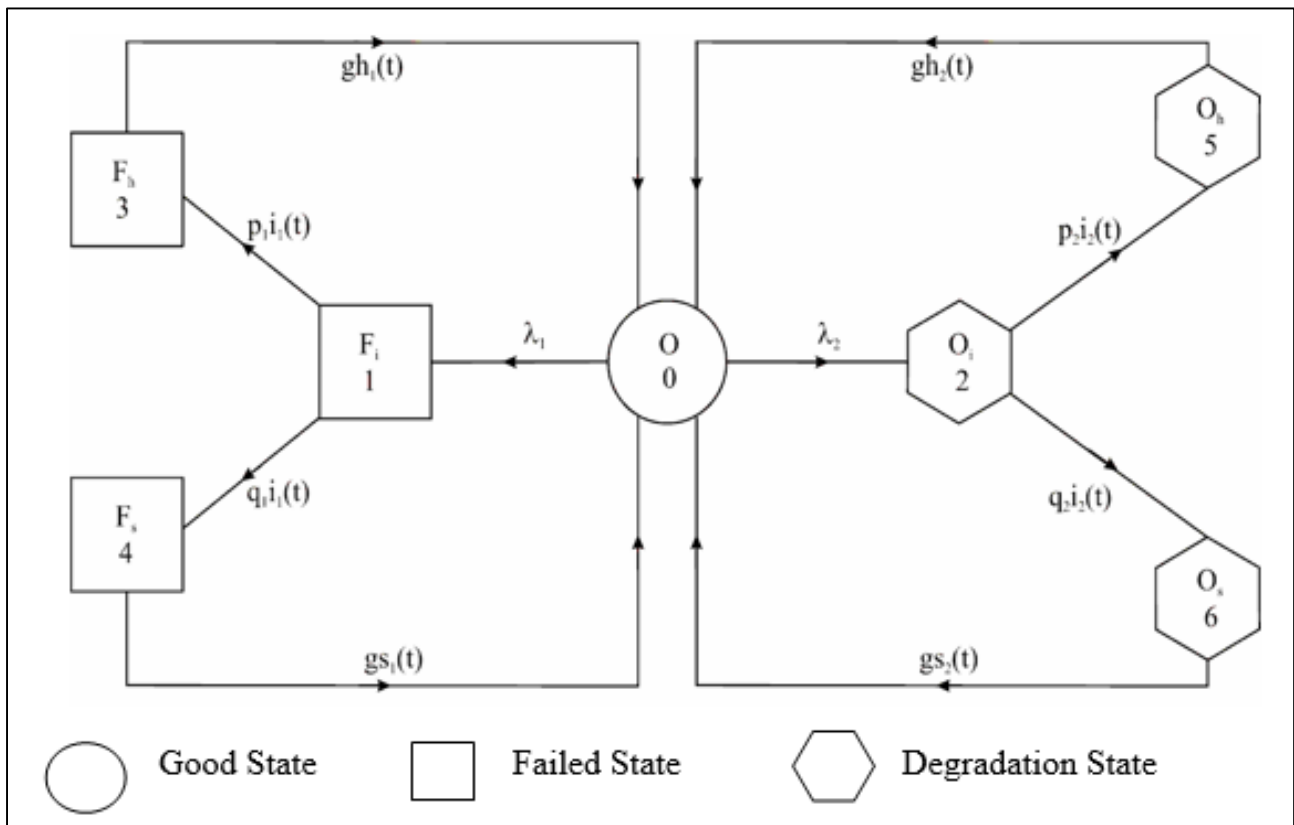 gh₁(t)
gh₂(t)
Fₕ
3
Oₕ
5
p₁i₁(t)
p₂i₂(t)
Fᵢ
1
λ₁
O
0
λ₂
Oᵢ
2
q₁i₁(t)
q₂i₂(t)
Fₛ
4
Oₛ
6
gs₁(t)
gs₂(t)
Good State
Failed State
Degradation State